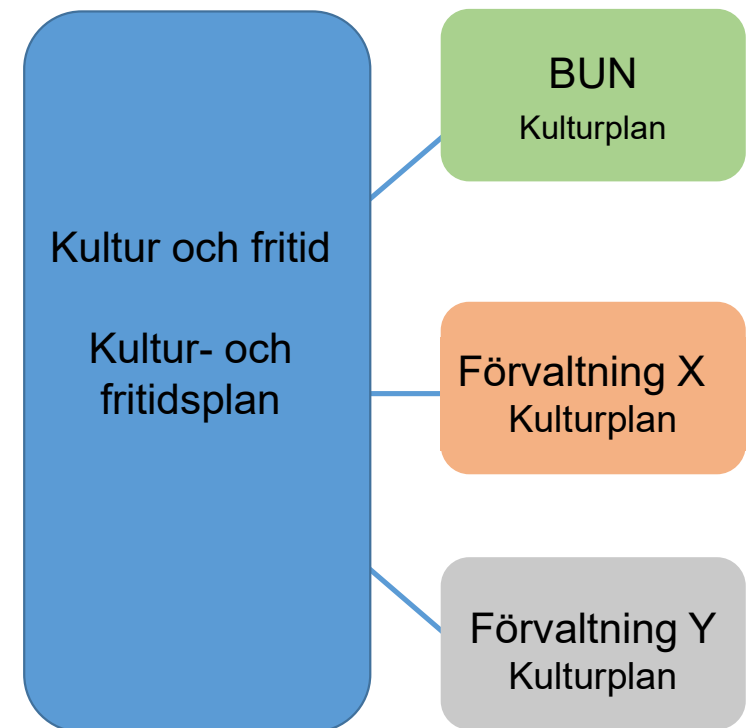 Kultur och fritid
Kultur- och
fritidsplan
BUN
Kulturplan
Förvaltning X
Kulturplan
Förvaltning Y
Kulturplan